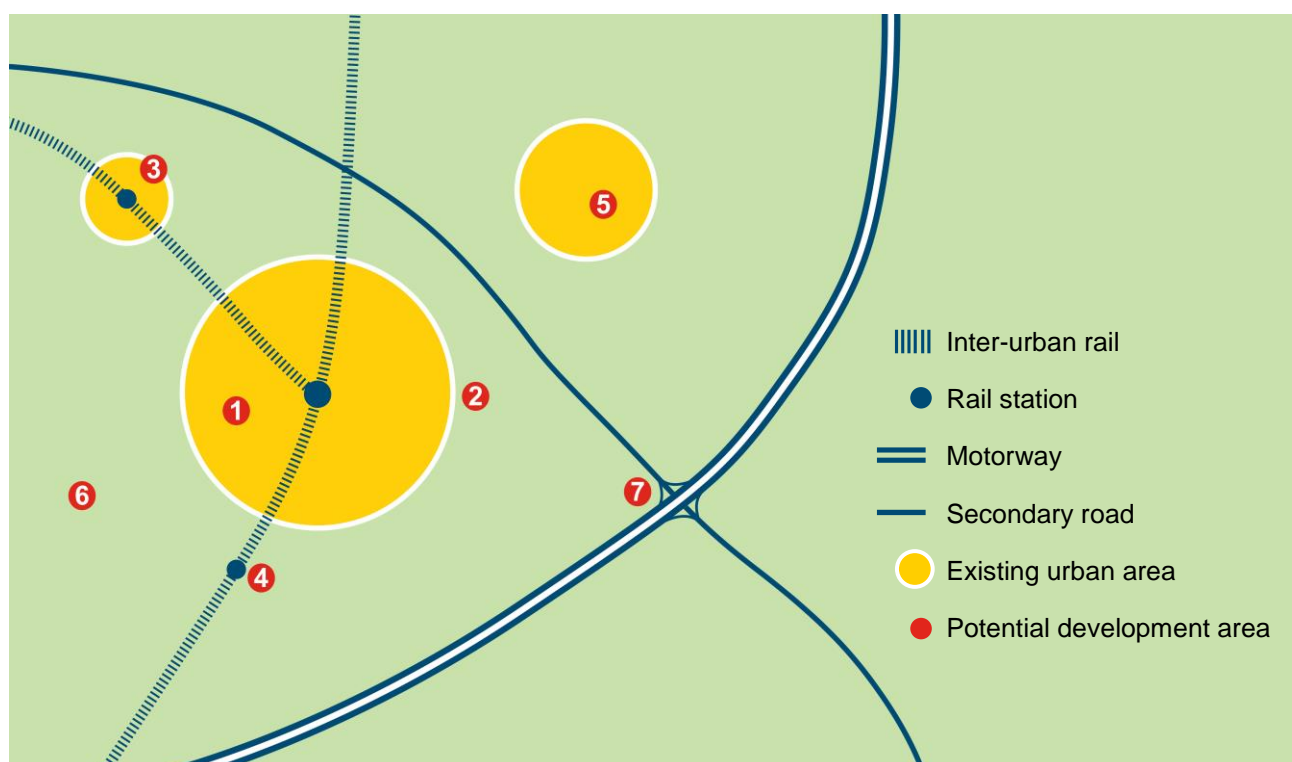 3
5
1
2
6
7
4
Inter-urban rail
Rail station
Motorway
Secondary road
Existing urban area
Potential development area